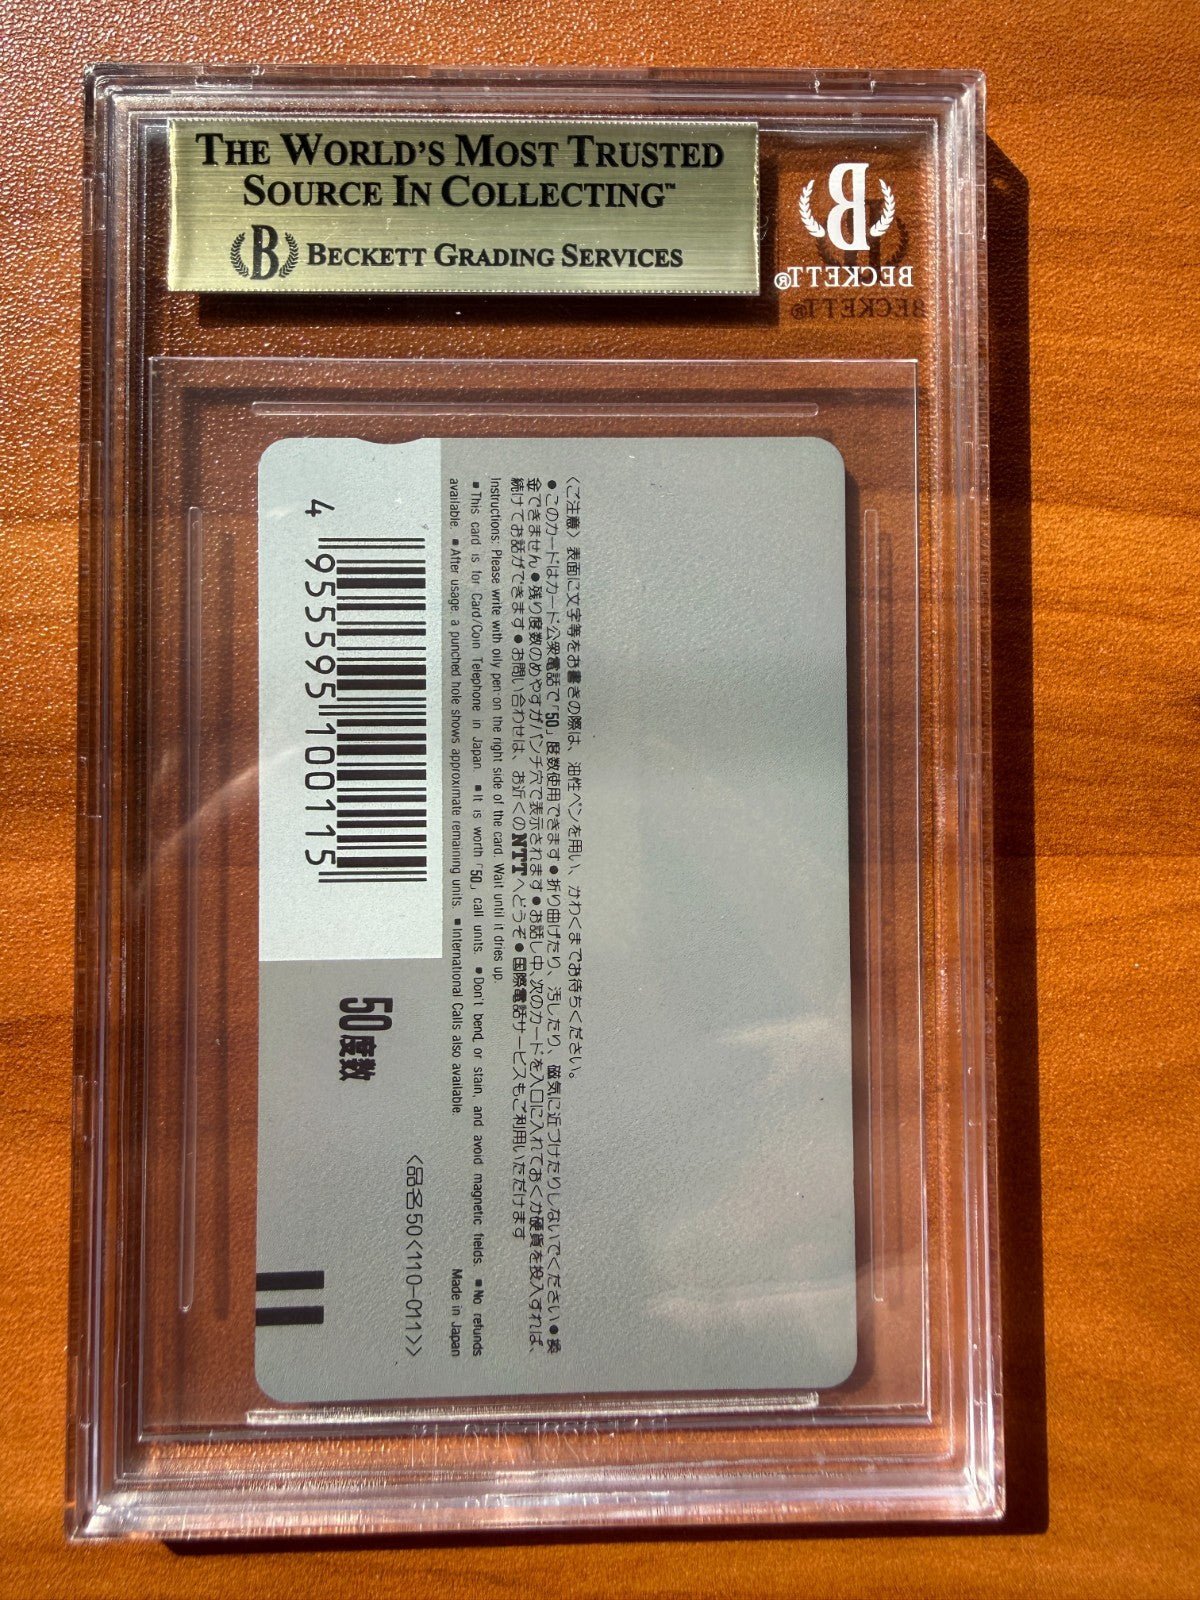 THE WORLD'S MOST TRUSTED
SOURCE IN COLLECTING™
B BECKETT GRADING SERVICES
B
BECKETT®
〈ご注意〉表面に文字等をお書きの際は、油性ペンを用い、かわくまでお待ちください。
●このカードはカード公衆電話で「50」度数使用できます●折り曲げたり、汚したり、磁気に近づけたりしないでください●換
金できません●残り度数のめやすがパンチ穴で表示されます●お話し中、次のカードを入口に入れておくか硬貨を投入すれば、
続けてお話ができます●お問い合わせは、お近くのNTTへどうぞ●国際電話サービスもご利用いただけます
Instructions: Please write with oily pen on the right side of the card. Wait until it dries up.
■This card is for Card/Coin Telephone in Japan. ■It is worth「50」call units. ●Don't bend, or stain, and avoid magnetic fields. ■No refunds
available. ■After usage, a punched hole shows approximate remaining units. ■International Calls also available. Made in Japan
4 955595 100115
50度数
〈品名50〈110-011〉〉